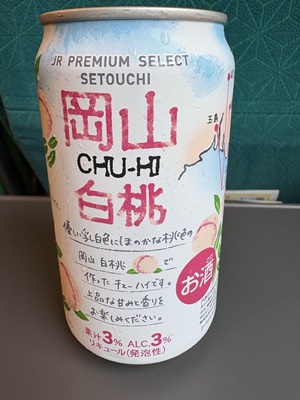 JR PREMIUM SELECT
SETOUCHI
岡山
CHU-HI
白桃
優しい乳白色にほのかな桃色の
岡山 白桃 で
作った チューハイです。
上品な甘みと香りを
お楽しみください。
お酒
果汁3% ALC.3%
リキュール(発泡性)